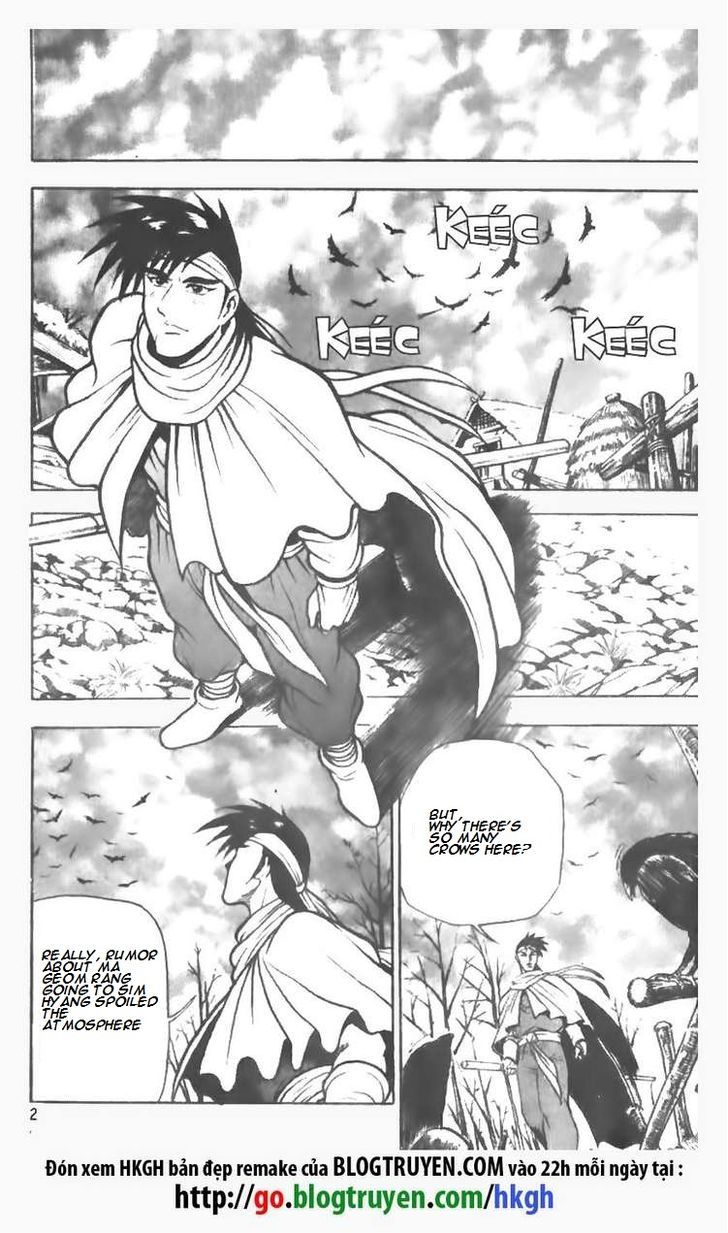 KEÉC
KEÉC
KEÉC
BUT,
WHY THERE'S
SO MANY
CROWS HERE?
REALLY, RUMOR
ABOUT MA
GEOM RANG
GOING TO SIM
HYANG SPOILED
THE
ATMOSPHERE
2
Đón xem HKGH bản đẹp remake của BLOGTRUYEN.COM vào 22h mỗi ngày tại :
http://go.blogtruyen.com/hkgh